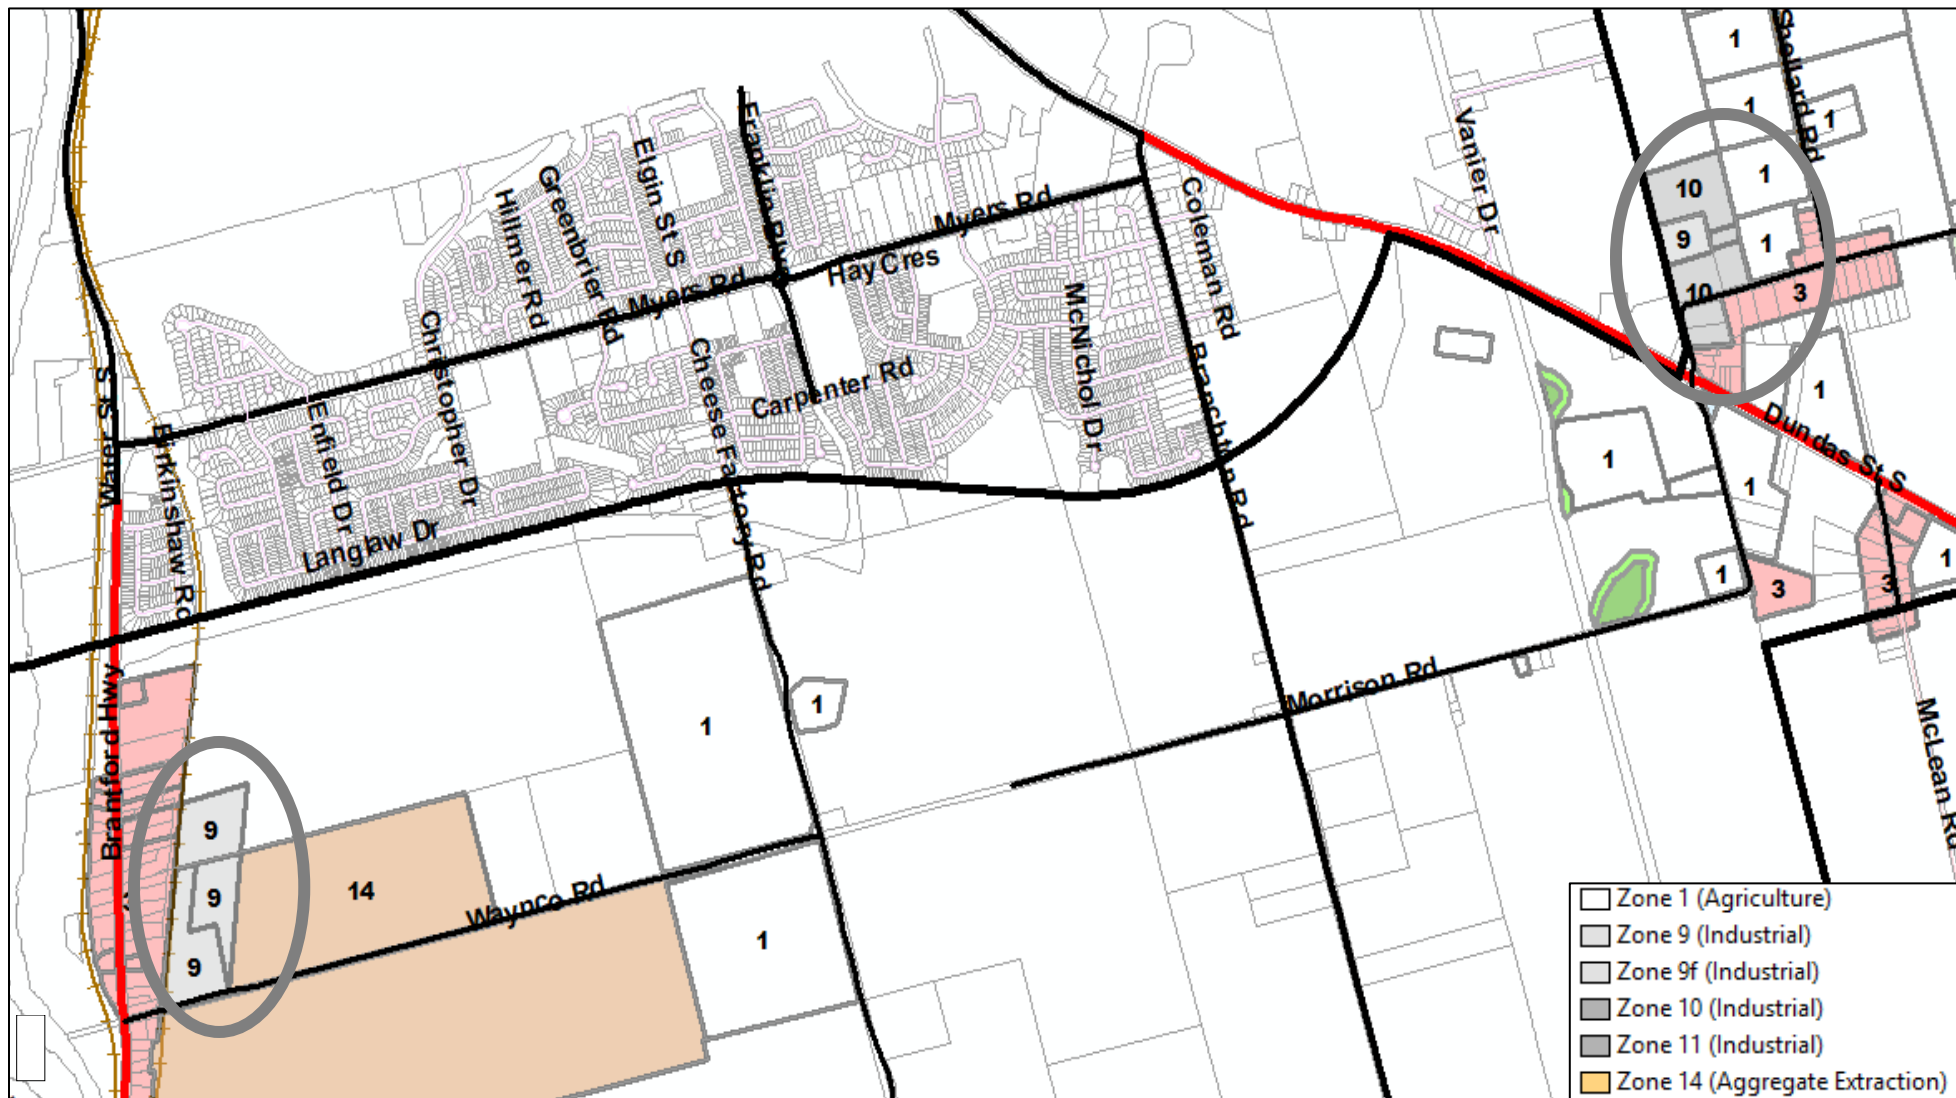 1
Shellard Rd
1
1
Franklin Blvd
Vanier Dr
Elgin St S
Greenbrier Rd
Hillmer Rd
Myers Rd
Coleman Rd
10
1
9
1
Hay Cres
Myers Rd
10
3
Christopher Dr
McNichol Dr
Cheese Factory Rd
Carpenter Rd
Branchton Rd
Water St S
Birkinshaw Rd
Enfield Dr
1
Dundas St S
1
1
Langlaw Dr
1
1
3
3
Brantford Hwy
1
1
Morrison Rd
McLean Rd
9
14
9
Waynco Rd
1
9
Zone 1 (Agriculture)
Zone 9 (Industrial)
Zone 9f (Industrial)
Zone 10 (Industrial)
Zone 11 (Industrial)
Zone 14 (Aggregate Extraction)